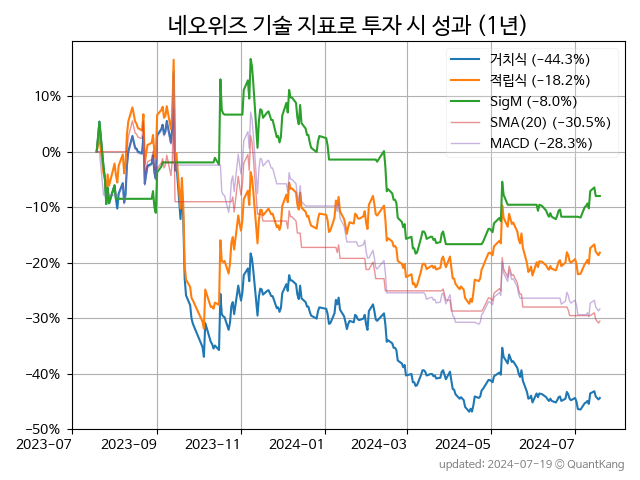 네오위즈 기술 지표로 투자 시 성과 (1년)
거치식 (−44.3%)
적립식 (−18.2%)
SigM (−8.0%)
SMA(20) (−30.5%)
MACD (−28.3%)
10%
0%
−10%
−20%
−30%
−40%
−50%
2023-07
2023-09
2023-11
2024-01
2024-03
2024-05
2024-07
updated: 2024-07-19 © QuantKang